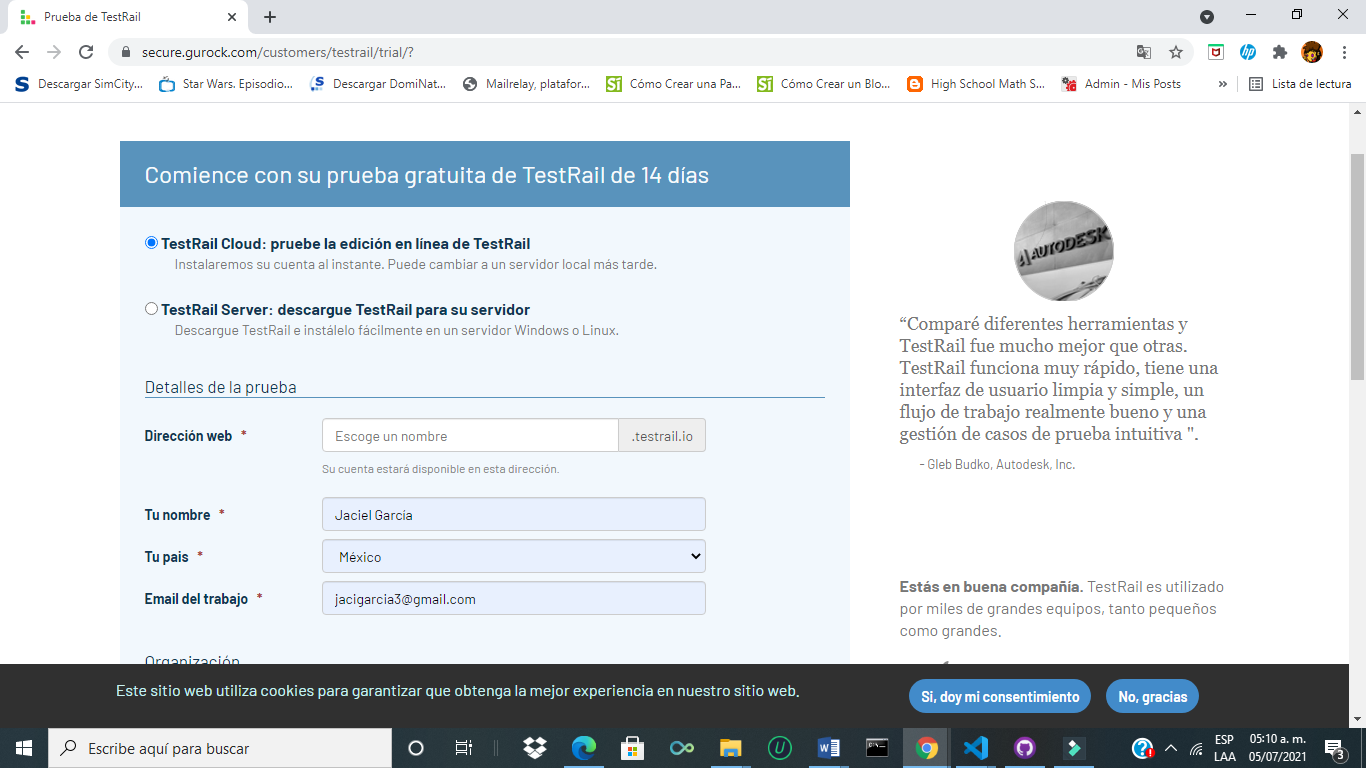 Prueba de TestRail
secure.gurock.com/customers/testrail/trial/?
Descargar SimCity...
Star Wars. Episodio...
Descargar DomiNat...
Mailrelay, platafor...
Cómo Crear una Pa...
Cómo Crear un Blo...
High School Math S...
Admin - Mis Posts
»
Lista de lectura
Comience con su prueba gratuita de TestRail de 14 días
TestRail Cloud: pruebe la edición en línea de TestRail
Instalaremos su cuenta al instante. Puede cambiar a un servidor local más tarde.
TestRail Server: descargue TestRail para su servidor
Descargue TestRail e instálelo fácilmente en un servidor Windows o Linux.
Detalles de la prueba
Dirección web *
Escoge un nombre
.testrail.io
Su cuenta estará disponible en esta dirección.
Tu nombre *
Jaciel García
Tu pais *
México
Email del trabajo *
jacigarcia3@gmail.com
Organización
AUTODESK
“Comparé diferentes herramientas y
TestRail fue mucho mejor que otras.
TestRail funciona muy rápido, tiene una
interfaz de usuario limpia y simple, un
flujo de trabajo realmente bueno y una
gestión de casos de prueba intuitiva ".
- Gleb Budko, Autodesk, Inc.
Estás en buena compañía. TestRail es utilizado
por miles de grandes equipos, tanto pequeños
como grandes.
Este sitio web utiliza cookies para garantizar que obtenga la mejor experiencia en nuestro sitio web.
Si, doy mi consentimiento
No, gracias
Escribe aquí para buscar
ESP
LAA
05:10 a. m.
05/07/2021
3